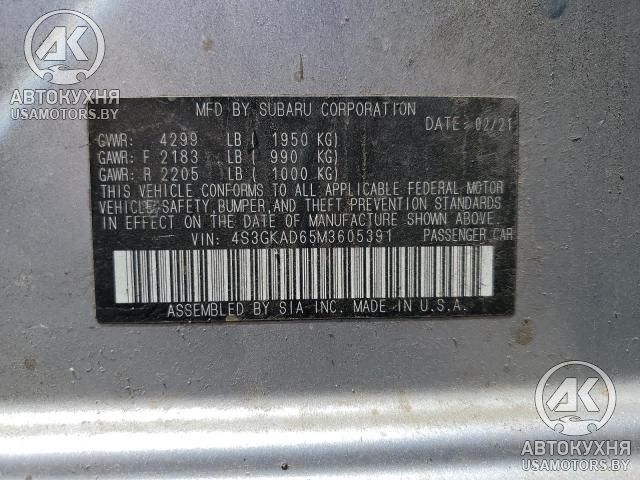 AK
АВТОКУХНЯ
USAMOTORS.BY
MFD BY SUBARU CORPORATION
DATE: 02/21
GVWR: 4299 LB ( 1950 KG)
GAWR: F 2183 LB ( 990 KG)
GAWR: R 2205 LB ( 1000 KG)
THIS VEHICLE CONFORMS TO ALL APPLICABLE FEDERAL MOTOR
VEHICLE SAFETY, BUMPER, AND THEFT PREVENTION STANDARDS
IN EFFECT ON THE DATE OF MANUFACTURE SHOWN ABOVE.
VIN: 4S3GKAD65M3605391 PASSENGER CAR
ASSEMBLED BY SIA INC. MADE IN U.S.A.
AK
АВТОКУХНЯ
USAMOTORS.BY